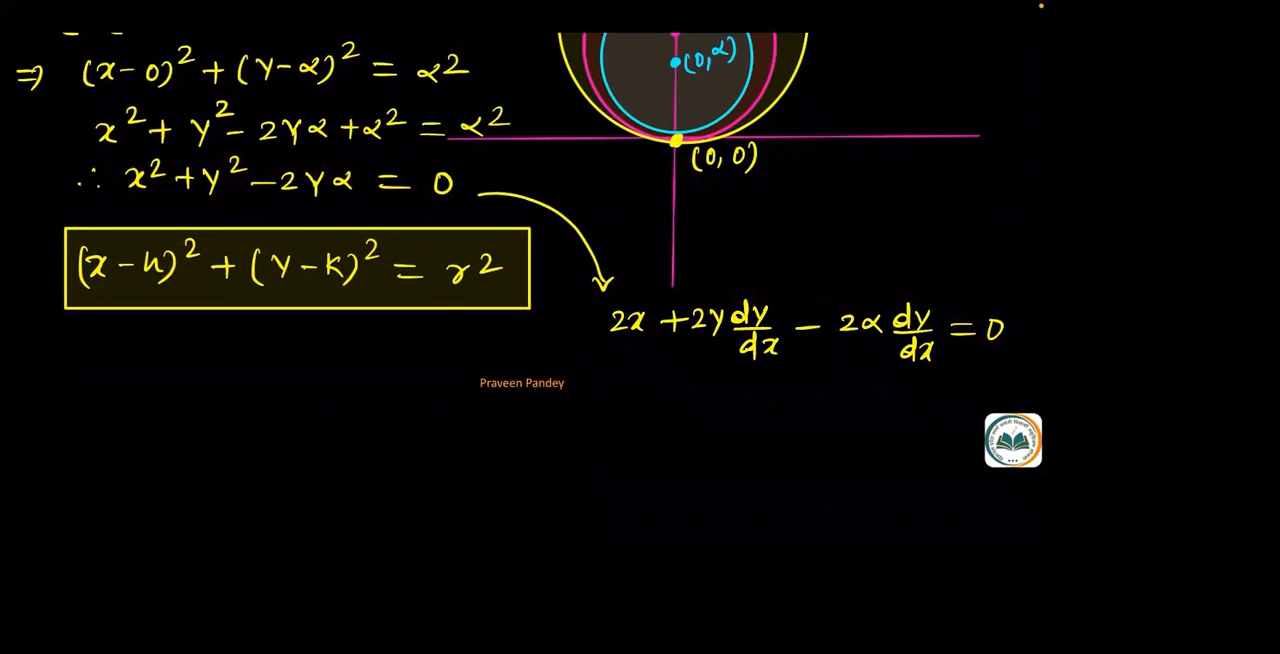 ⇒ (x-0)² + (y-α)² = α²
x² + y² - 2yα + α² = α²
∴ x² + y² - 2yα = 0
(x-h)² + (y-k)² = r²
(0,α)
(0,0)
2x + 2y dy/dx - 2α dy/dx = 0
Praveen Pandey